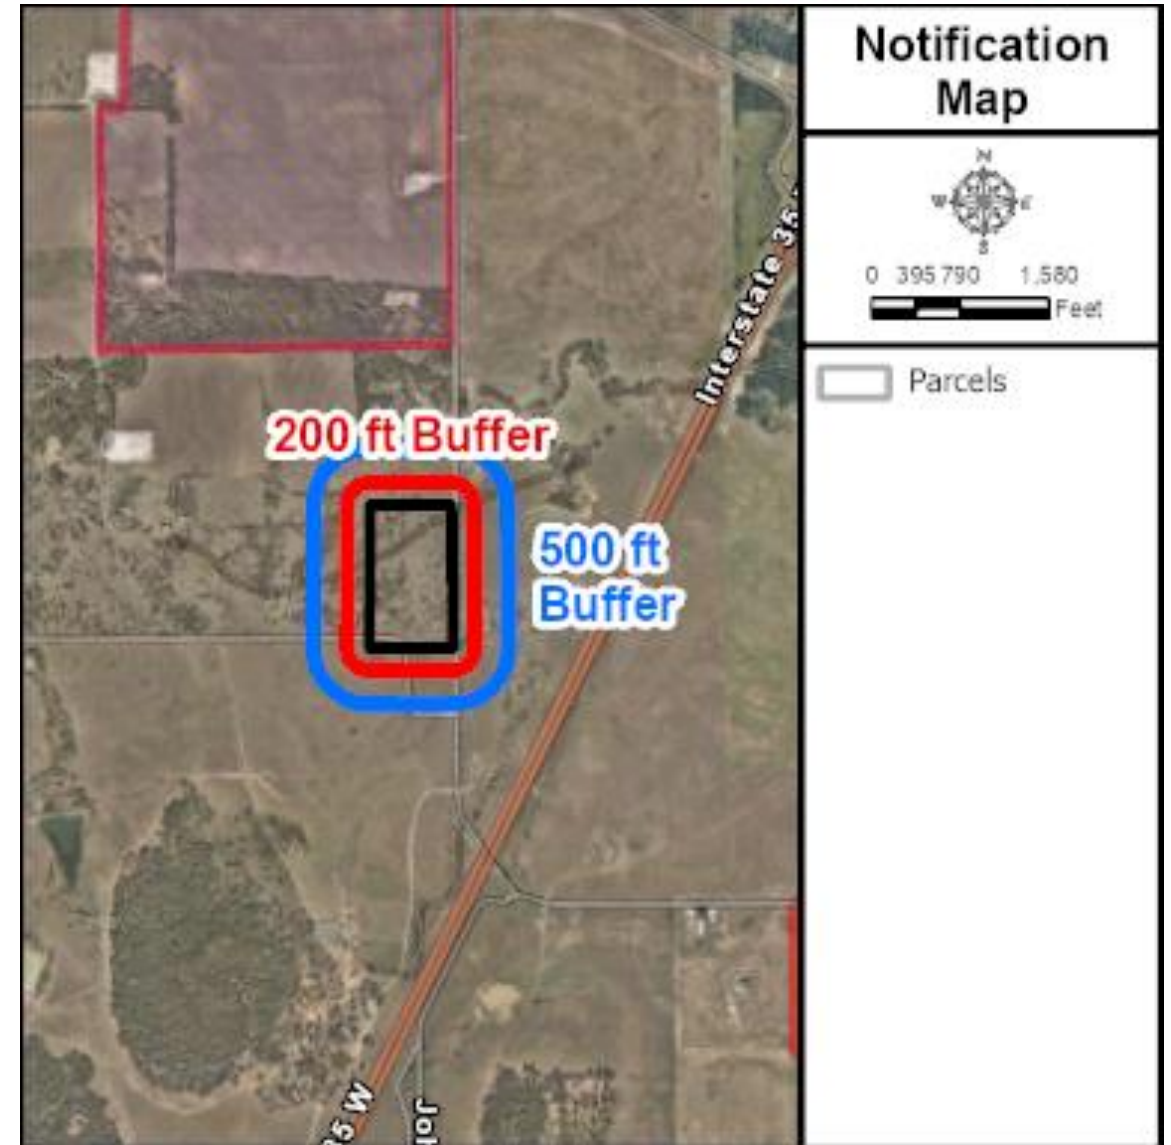 Notification
Map
N
W E
S
0 395 790 1,580
Feet
Parcels
Interstate 35
200 ft Buffer
500 ft
Buffer
35 W